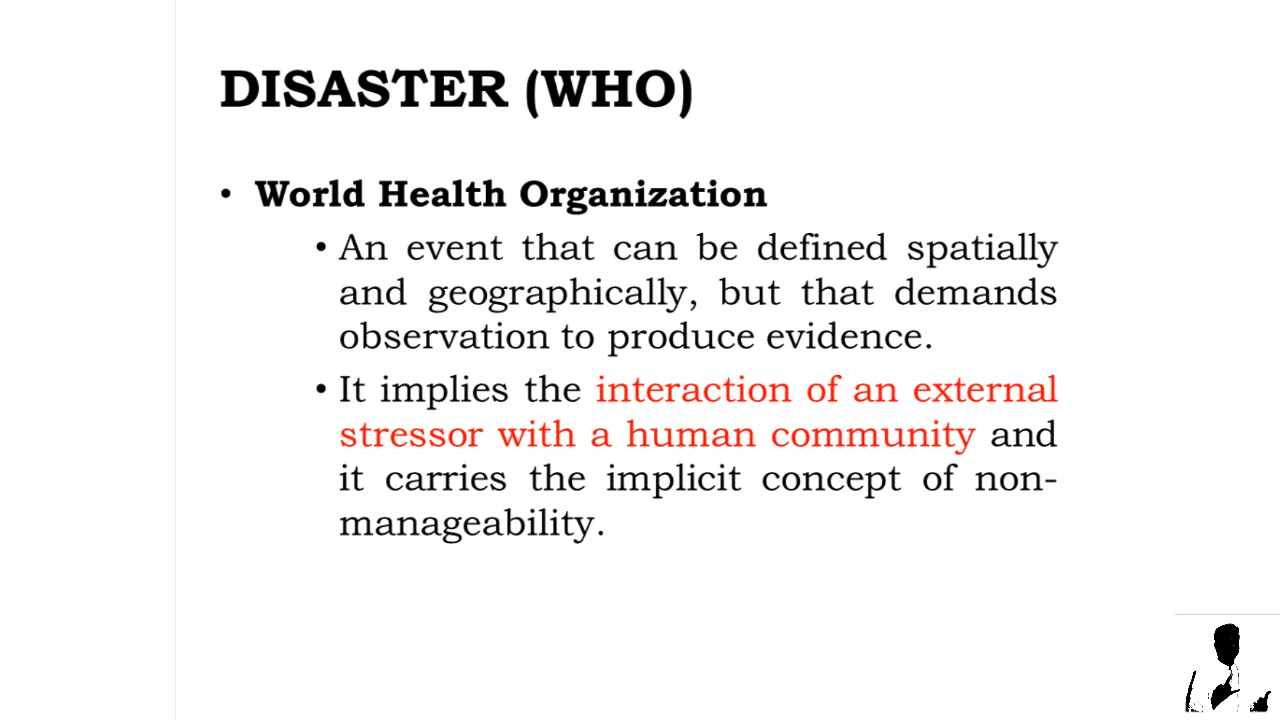 DISASTER (WHO)
• World Health Organization
• An event that can be defined spatially
and geographically, but that demands
observation to produce evidence.
• It implies the interaction of an external
stressor with a human community and
it carries the implicit concept of non-
manageability.